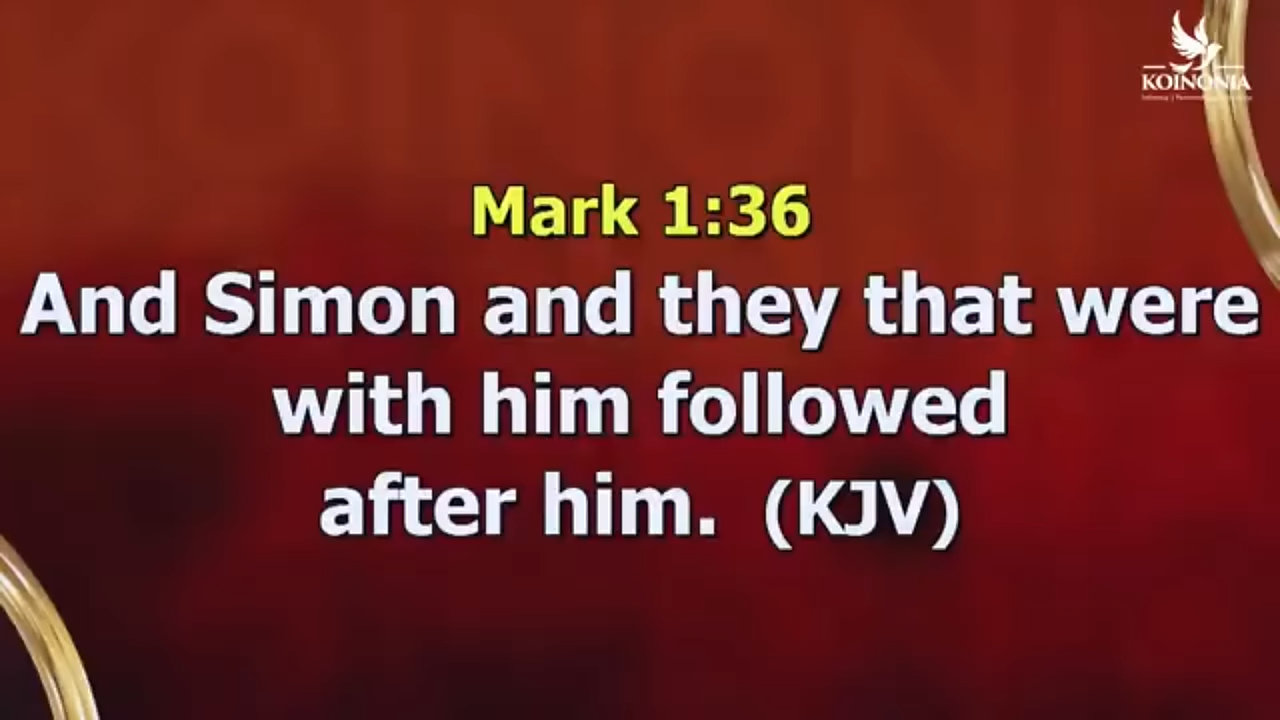 KOINONIA
Mark 1:36
And Simon and they that were
with him followed
after him. (KJV)